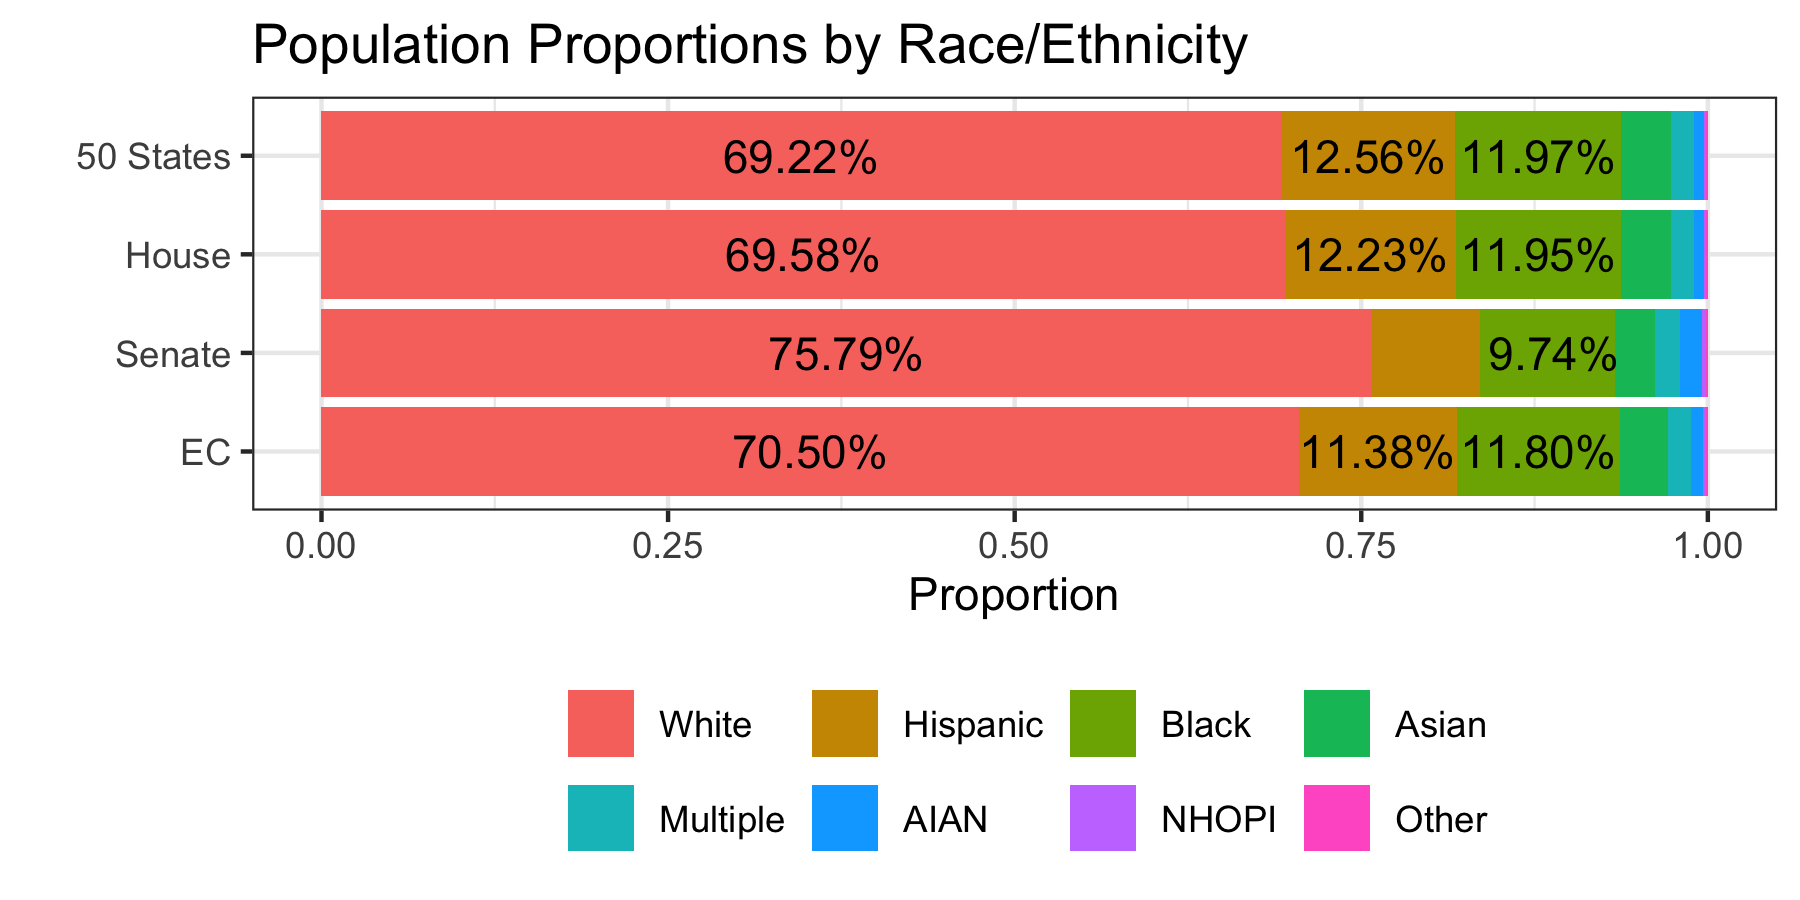 Population Proportions by Race/Ethnicity
50 States 69.22% 12.56% 11.97%
House 69.58% 12.23% 11.95%
Senate 75.79% 9.74%
EC 70.50% 11.38% 11.80%
0.00 0.25 0.50 0.75 1.00
Proportion
White Hispanic Black Asian
Multiple AIAN NHOPI Other